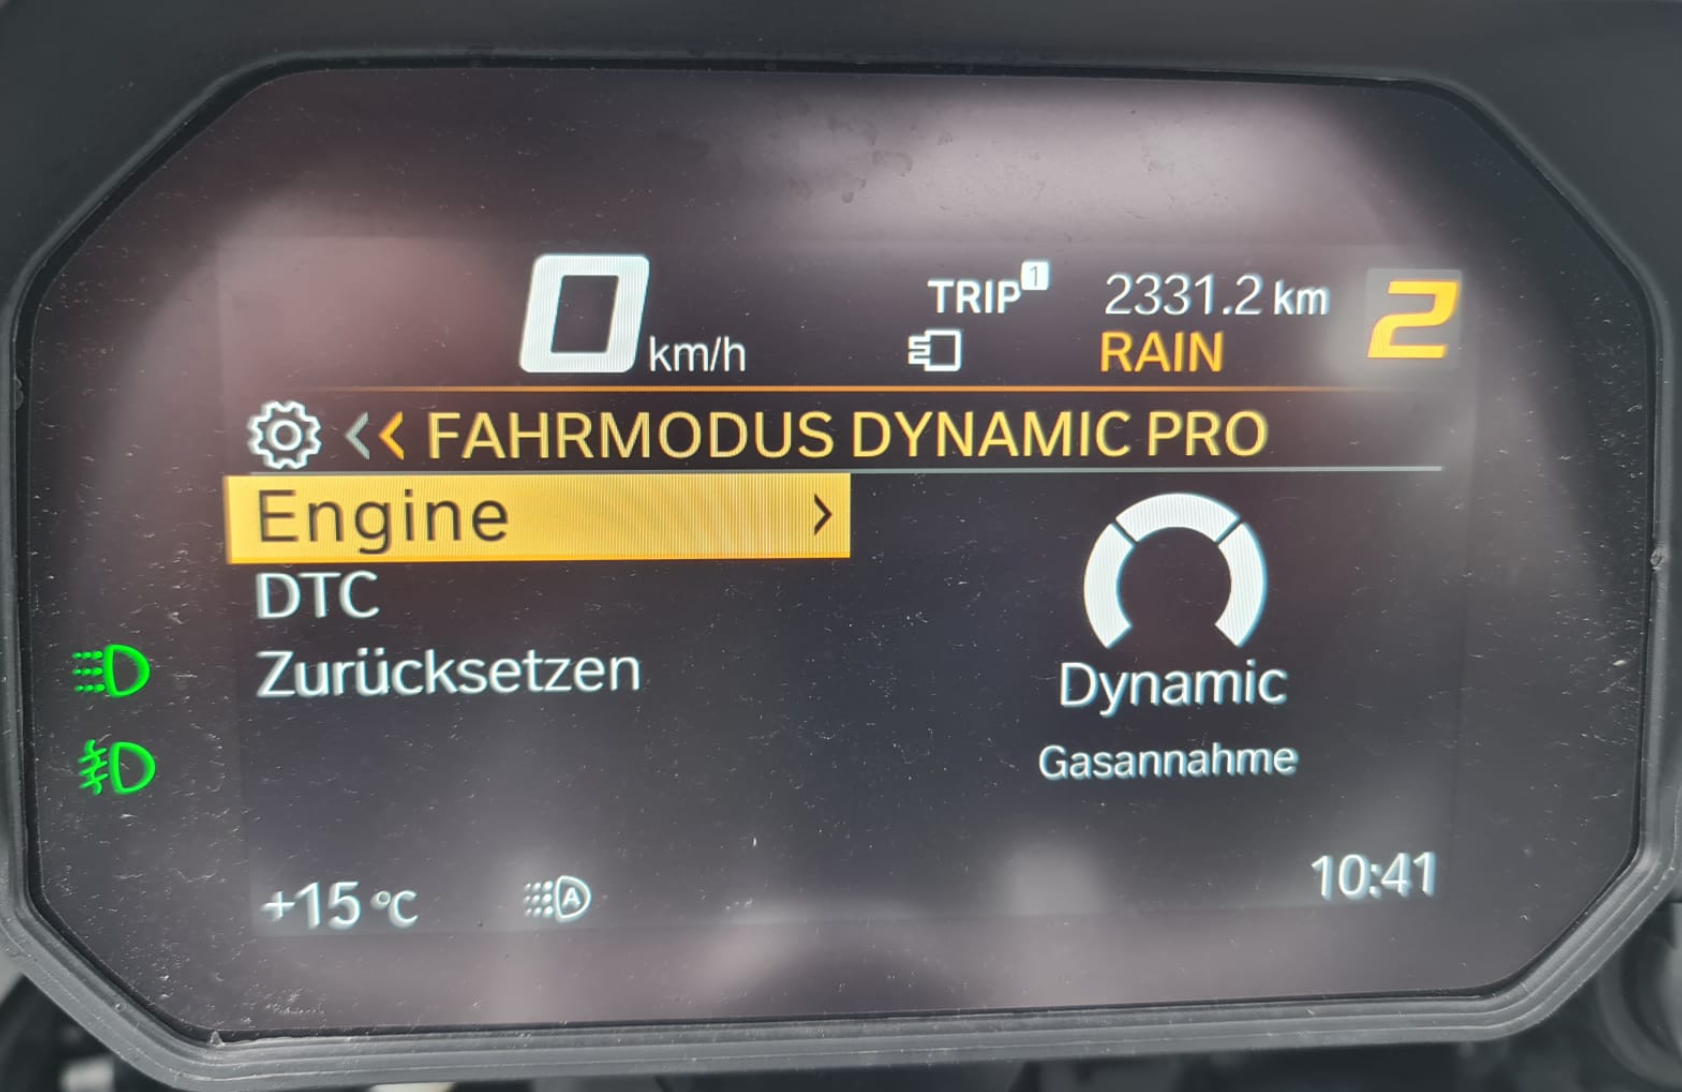 0 km/h
TRIP 1 2331.2 km
RAIN
2
FAHRMODUS DYNAMIC PRO
Engine
DTC
Zurücksetzen
Dynamic
Gasannahme
+15 °C
A
10:41